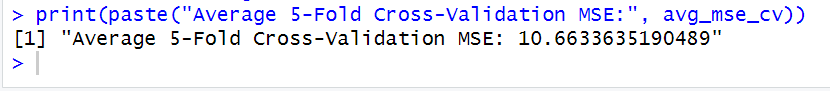 > print(paste("Average 5-Fold Cross-Validation MSE:", avg_mse_cv))
[1] "Average 5-Fold Cross-Validation MSE: 10.6633635190489"
>